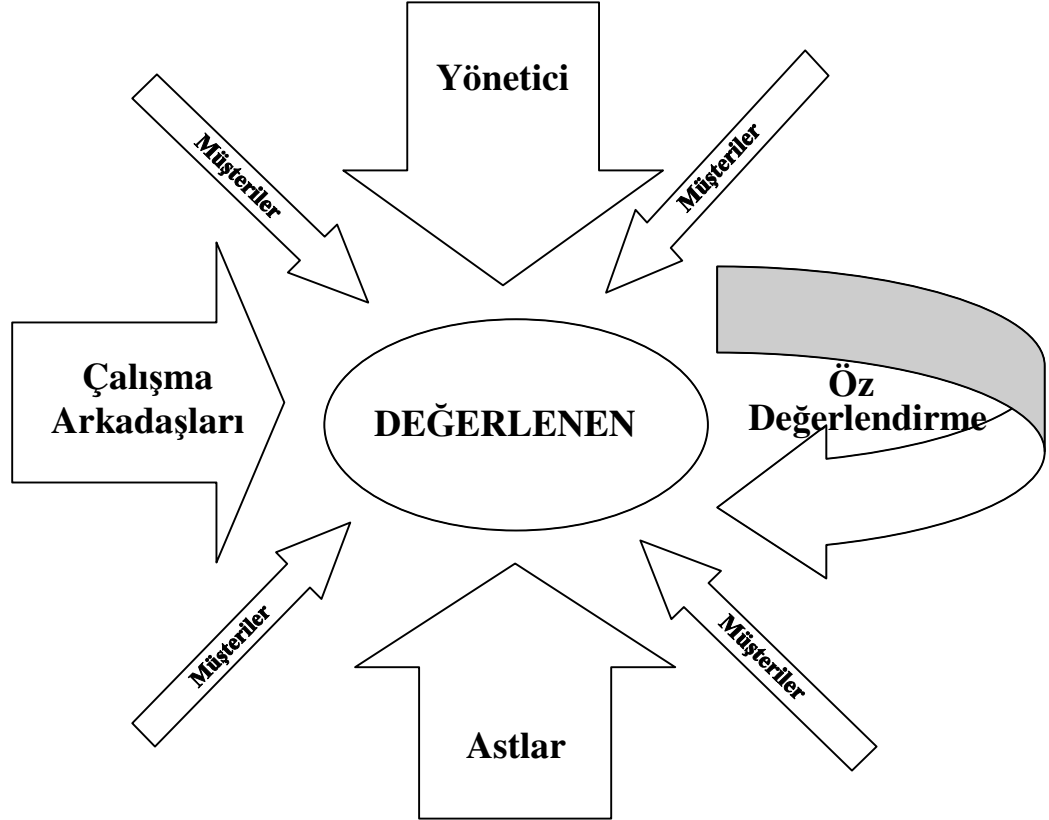 Yönetici
Müşteriler
Müşteriler
Çalışma
Arkadaşları
DEĞERLENEN
Öz
Değerlendirme
Müşteriler
Müşteriler
Astlar